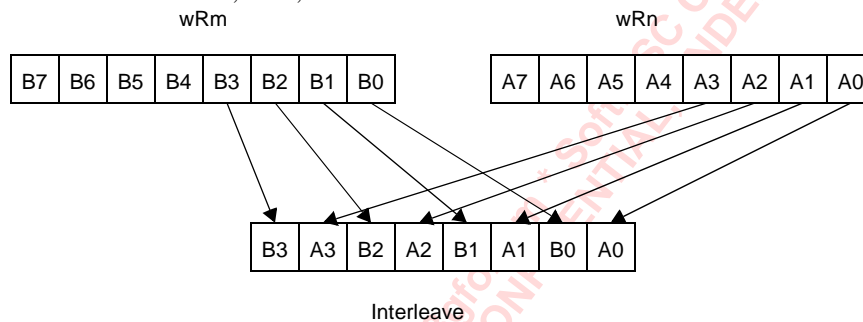 wRm wRn
B7 B6 B5 B4 B3 B2 B1 B0 A7 A6 A5 A4 A3 A2 A1 A0
B3 A3 B2 A2 B1 A1 B0 A0
Interleave